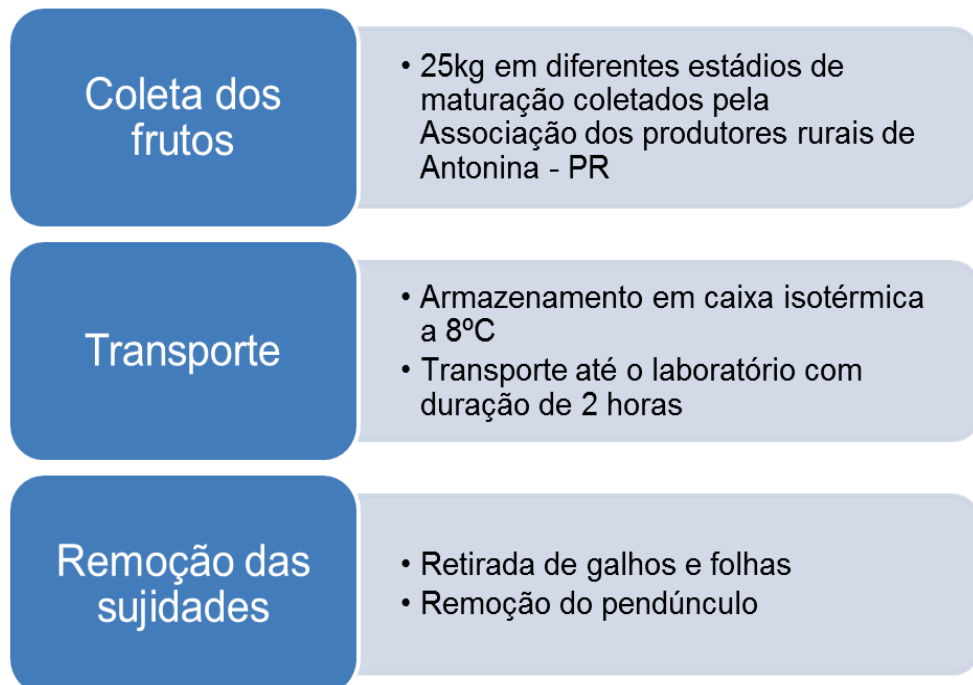 Coleta dos
frutos
• 25kg em diferentes estádios de
maturação coletados pela
Associação dos produtores rurais de
Antonina - PR
Transporte
• Armazenamento em caixa isotérmica
a 8ºC
• Transporte até o laboratório com
duração de 2 horas
Remoção das
sujidades
• Retirada de galhos e folhas
• Remoção do pendúnculo